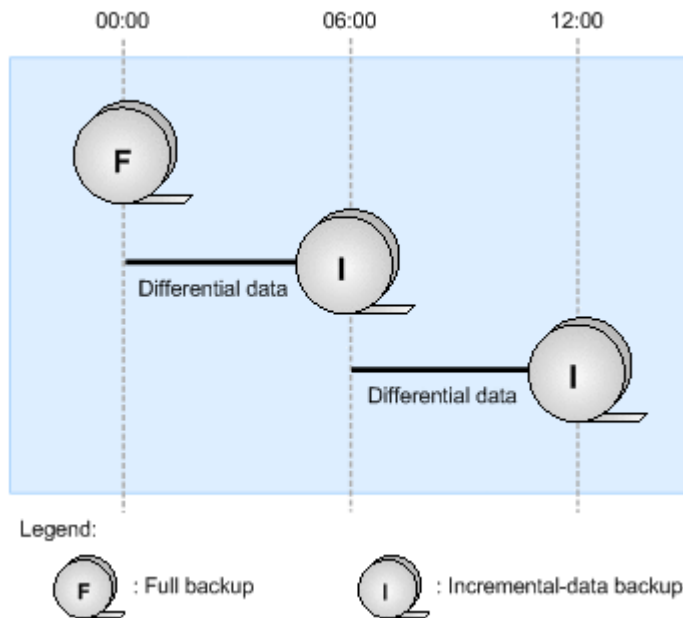 00:00 06:00 12:00
F
I
Differential data
I
Differential data
Legend:
F : Full backup I : Incremental-data backup